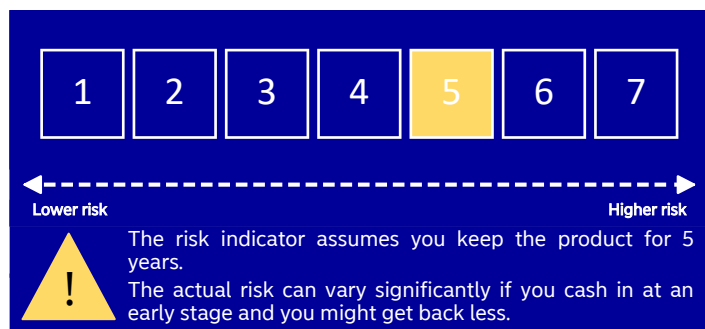 1 2 3 4 5 6 7
Lower risk Higher risk
The risk indicator assumes you keep the product for 5
years.
!
The actual risk can vary significantly if you cash in at an
early stage and you might get back less.